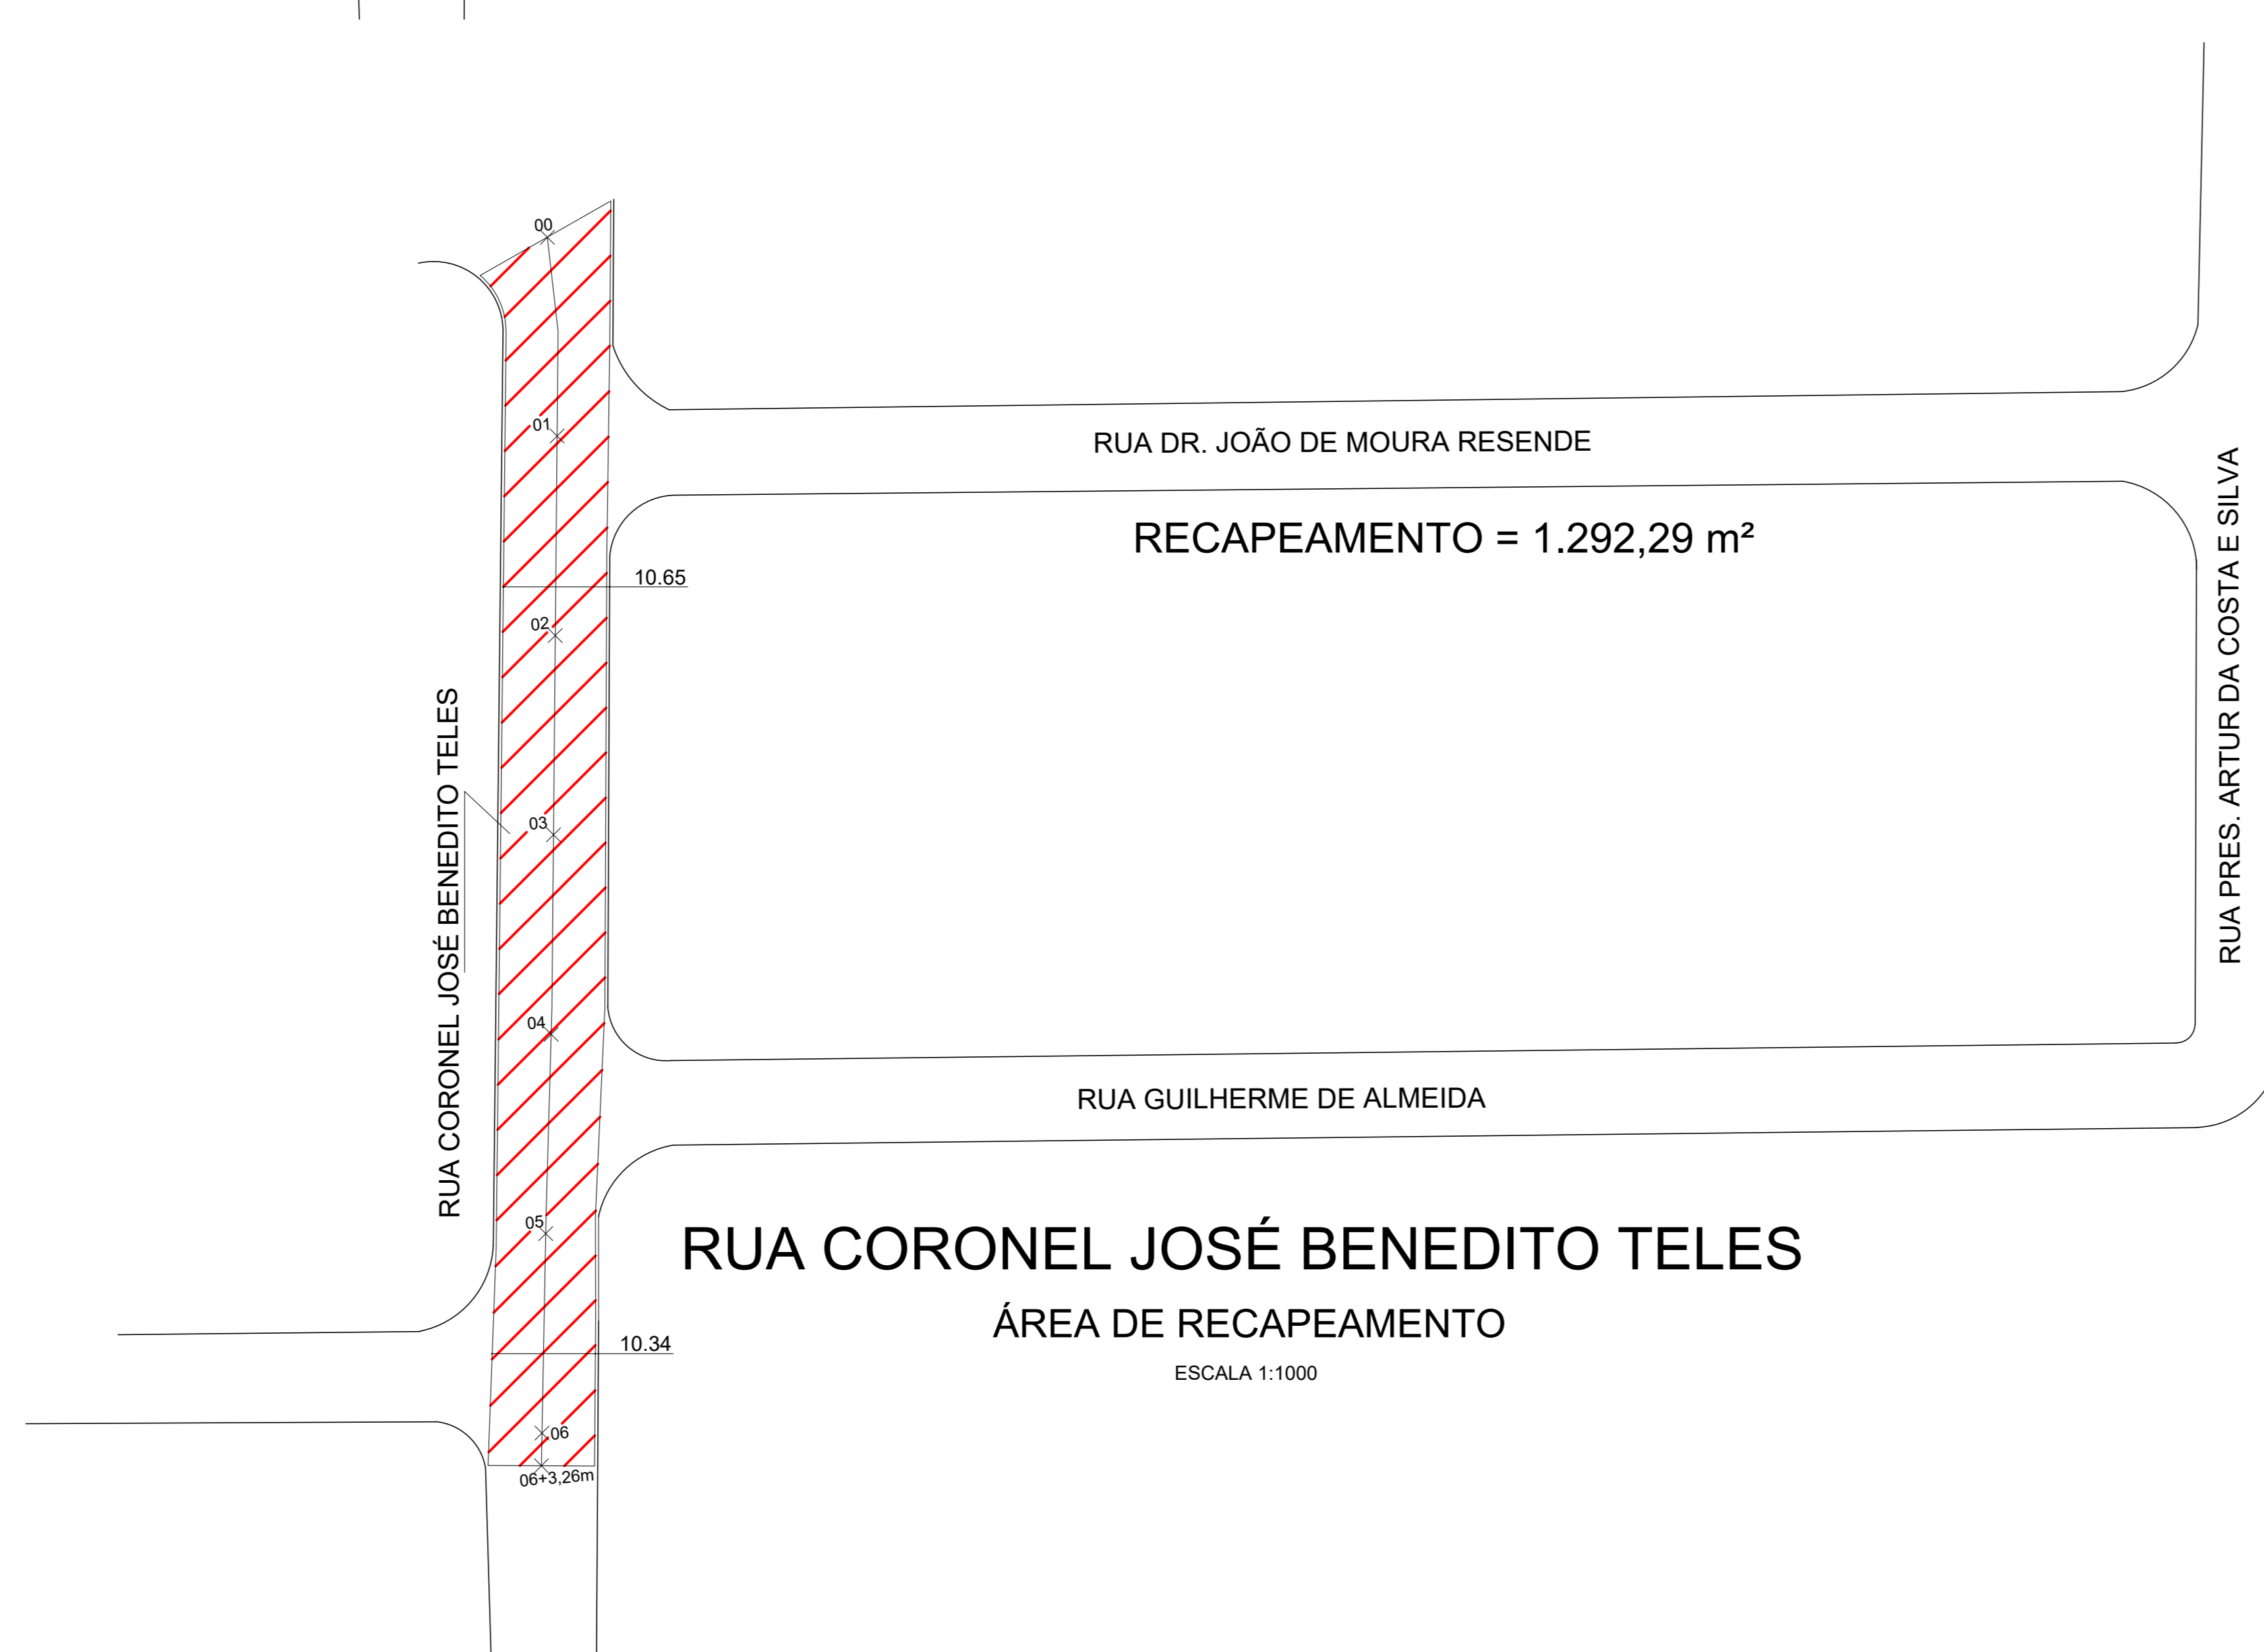 00
01
RUA DR. JOÃO DE MOURA RESENDE
RECAPEAMENTO = 1.292,29 m²
10.65
02
RUA PRES. ARTUR DA COSTA E SILVA
RUA CORONEL JOSÉ BENEDITO TELES
03
04
RUA GUILHERME DE ALMEIDA
05
RUA CORONEL JOSÉ BENEDITO TELES
ÁREA DE RECAPEAMENTO
10.34
ESCALA 1:1000
06
06+3,26m